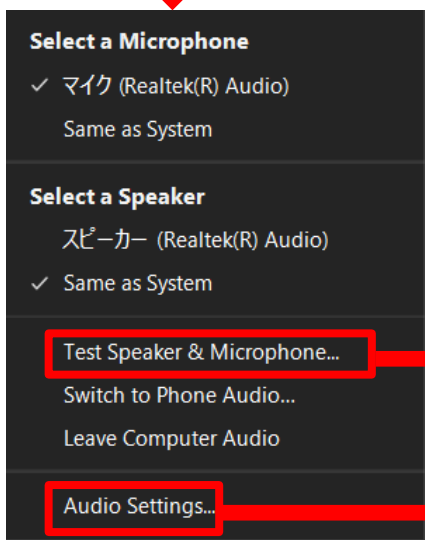 Select a Microphone
✓ マイク (Realtek(R) Audio)
Same as System
Select a Speaker
スピーカー (Realtek(R) Audio)
✓ Same as System
Test Speaker & Microphone...
Switch to Phone Audio...
Leave Computer Audio
Audio Settings...